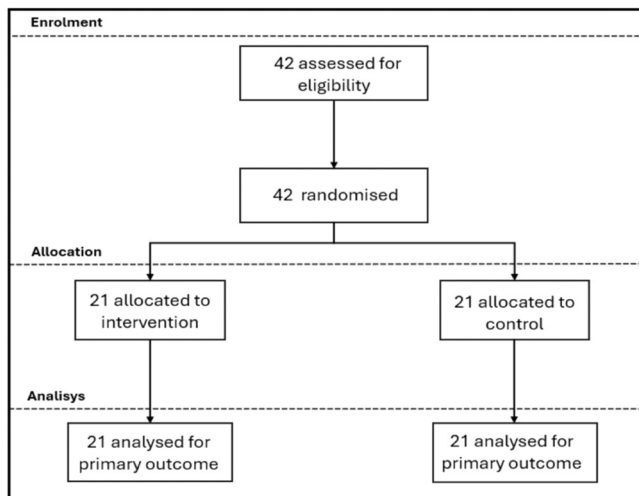 Enrolment
42 assessed for
eligibility
42 randomised
Allocation
21 allocated to
intervention
21 allocated to
control
Analisys
21 analysed for
primary outcome
21 analysed for
primary outcome